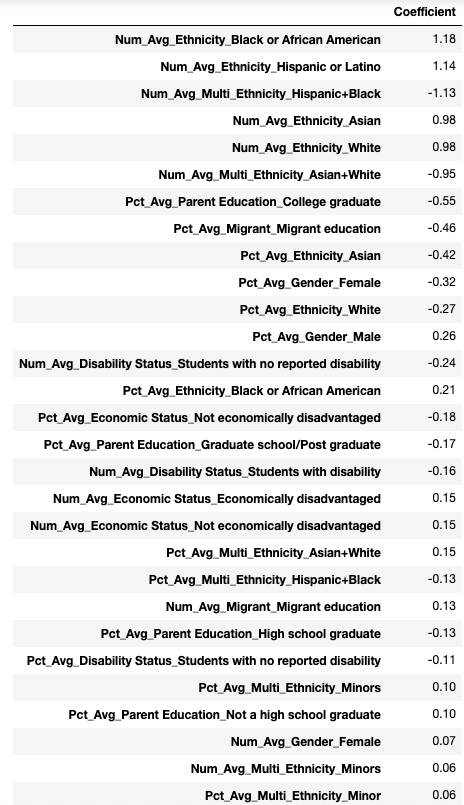 Coefficient
Num_Avg_Ethnicity_Black or African American 1.18
Num_Avg_Ethnicity_Hispanic or Latino 1.14
Num_Avg_Multi_Ethnicity_Hispanic+Black -1.13
Num_Avg_Ethnicity_Asian 0.98
Num_Avg_Ethnicity_White 0.98
Num_Avg_Multi_Ethnicity_Asian+White -0.95
Pct_Avg_Parent Education_College graduate -0.55
Pct_Avg_Migrant_Migrant education -0.46
Pct_Avg_Ethnicity_Asian -0.42
Pct_Avg_Gender_Female -0.32
Pct_Avg_Ethnicity_White -0.27
Pct_Avg_Gender_Male 0.26
Num_Avg_Disability Status_Students with no reported disability -0.24
Pct_Avg_Ethnicity_Black or African American 0.21
Pct_Avg_Economic Status_Not economically disadvantaged -0.18
Pct_Avg_Parent Education_Graduate school/Post graduate -0.17
Num_Avg_Disability Status_Students with disability -0.16
Num_Avg_Economic Status_Economically disadvantaged 0.15
Num_Avg_Economic Status_Not economically disadvantaged 0.15
Pct_Avg_Multi_Ethnicity_Asian+White 0.15
Pct_Avg_Multi_Ethnicity_Hispanic+Black -0.13
Num_Avg_Migrant_Migrant education 0.13
Pct_Avg_Parent Education_High school graduate -0.13
Pct_Avg_Disability Status_Students with no reported disability -0.11
Pct_Avg_Multi_Ethnicity_Minors 0.10
Pct_Avg_Parent Education_Not a high school graduate 0.10
Num_Avg_Gender_Female 0.07
Num_Avg_Multi_Ethnicity_Minors 0.06
Pct_Avg_Multi_Ethnicity_Minor 0.06